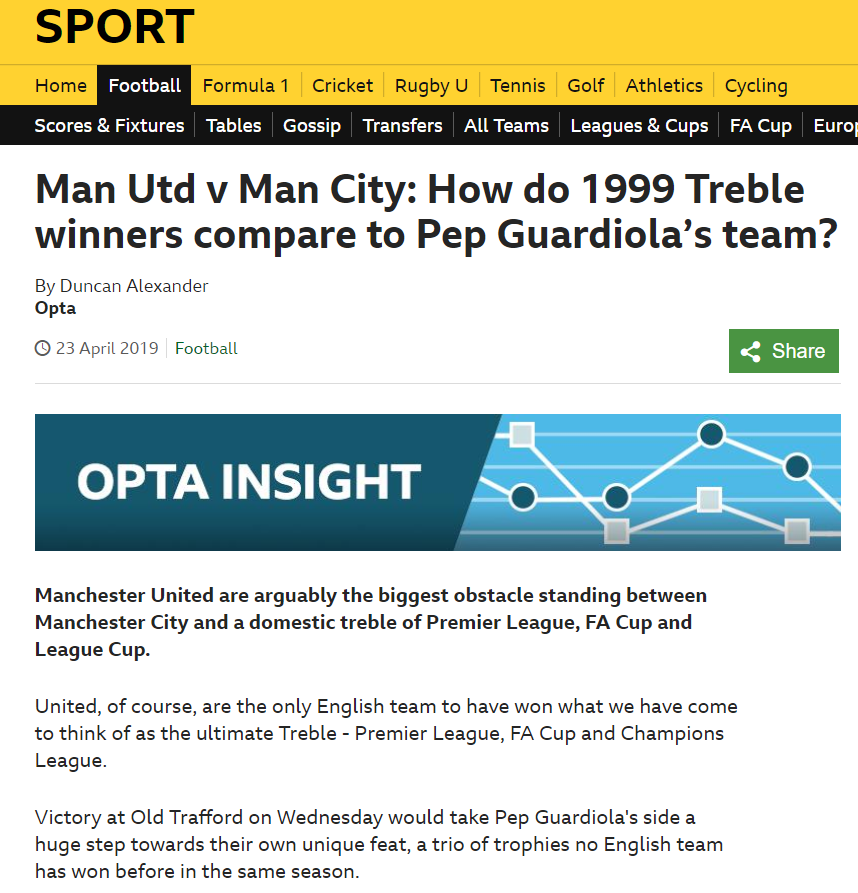 SPORT
Home Football Formula 1 Cricket Rugby U Tennis Golf Athletics Cycling
Scores & Fixtures Tables Gossip Transfers All Teams Leagues & Cups FA Cup
Man Utd v Man City: How do 1999 Treble
winners compare to Pep Guardiola’s team?
By Duncan Alexander
Opta
23 April 2019 Football
Share
OPTA INSIGHT
Manchester United are arguably the biggest obstacle standing between
Manchester City and a domestic treble of Premier League, FA Cup and
League Cup.
United, of course, are the only English team to have won what we have come
to think of as the ultimate Treble - Premier League, FA Cup and Champions
League.
Victory at Old Trafford on Wednesday would take Pep Guardiola's side a
huge step towards their own unique feat, a trio of trophies no English team
has won before in the same season.